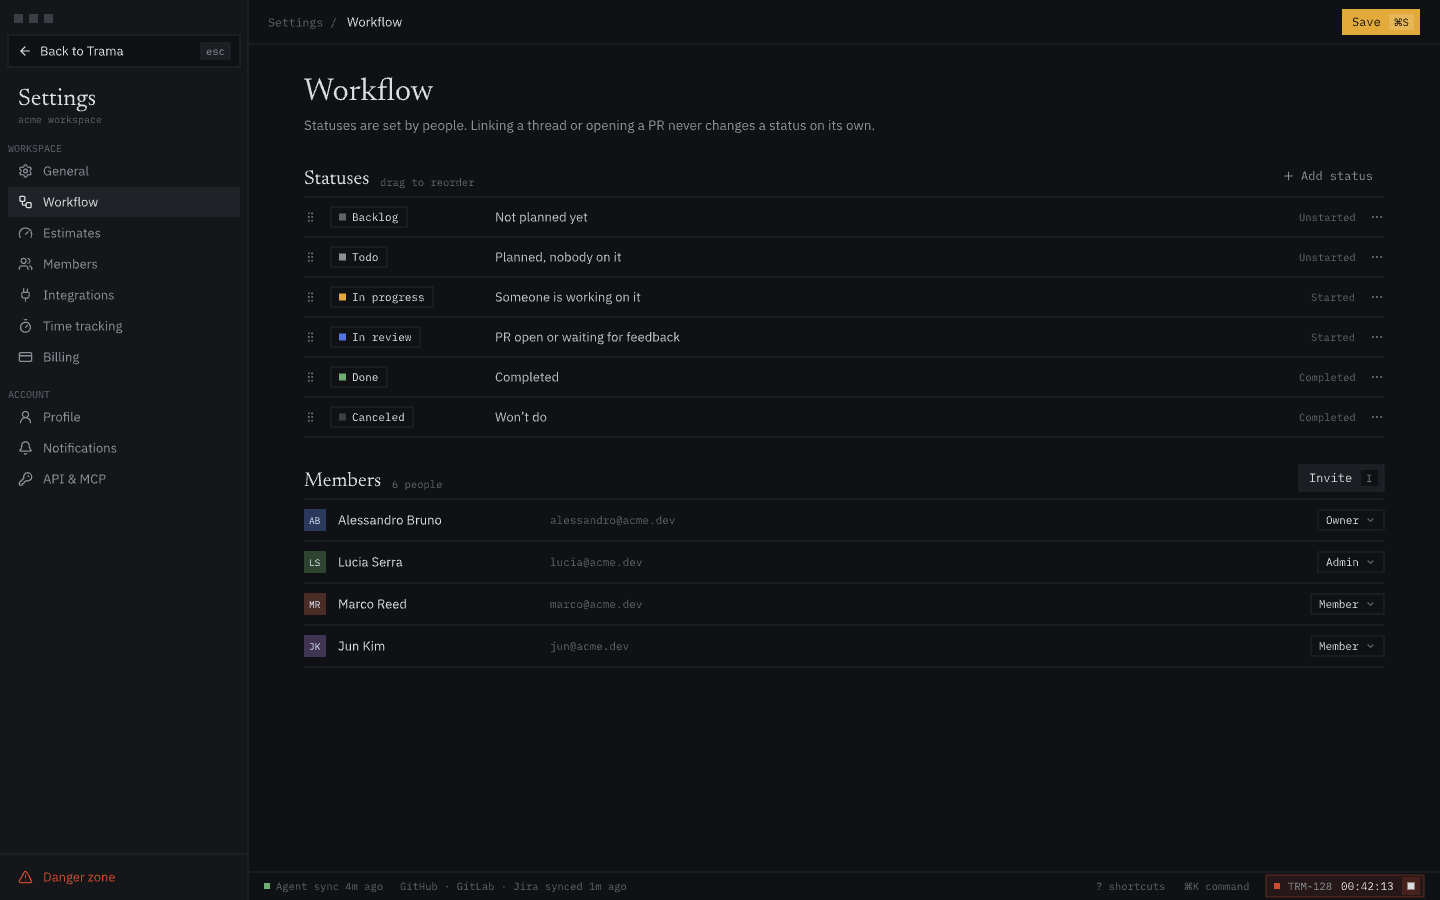 Back to Trama esc
Settings
acme workspace
WORKSPACE
General
Workflow
Estimates
Members
Integrations
Time tracking
Billing
ACCOUNT
Profile
Notifications
API & MCP
Danger zone
Settings / Workflow
Save ⌘S
Workflow
Statuses are set by people. Linking a thread or opening a PR never changes a status on its own.
Statuses drag to reorder + Add status
Backlog Not planned yet Unstarted
Todo Planned, nobody on it Unstarted
In progress Someone is working on it Started
In review PR open or waiting for feedback Started
Done Completed Completed
Canceled Won’t do Completed
Members 6 people Invite I
AB Alessandro Bruno alessandro@acme.dev Owner
LS Lucia Serra lucia@acme.dev Admin
MR Marco Reed marco@acme.dev Member
JK Jun Kim jun@acme.dev Member
Agent sync 4m ago GitHub · GitLab · Jira synced 1m ago ? shortcuts ⌘K command TRM-128 00:42:13